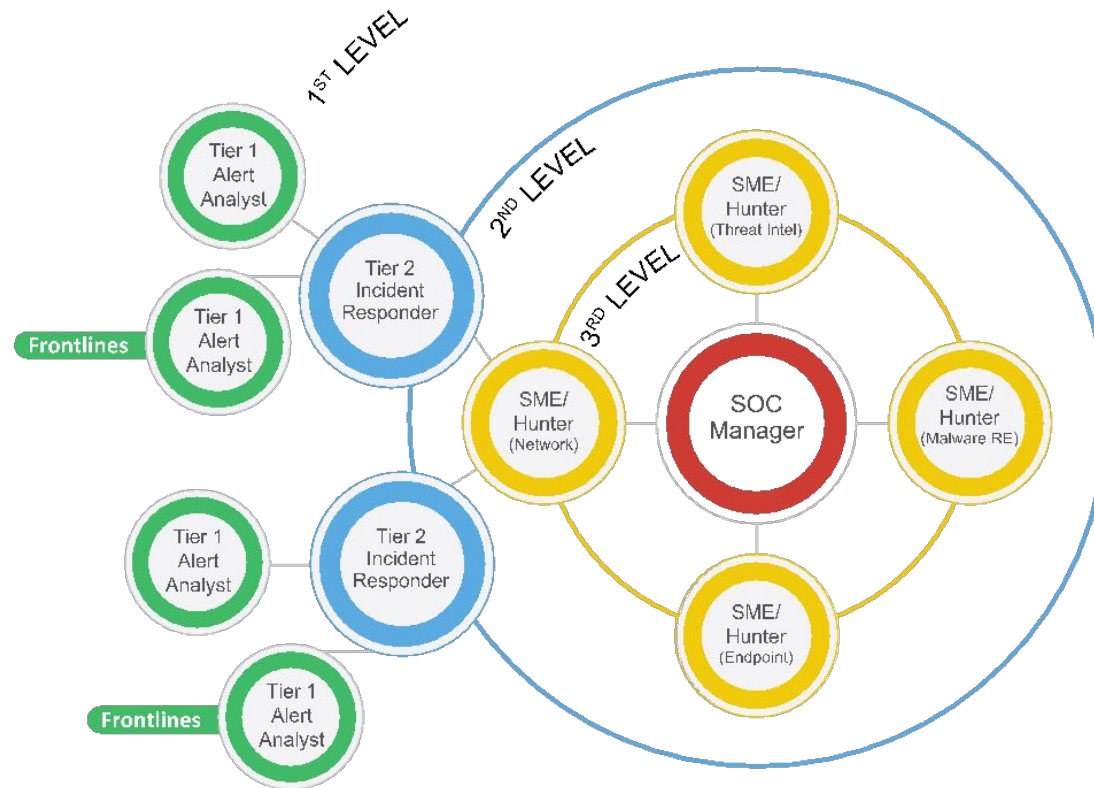 1ST LEVEL
Tier 1
Alert
Analyst
2ND LEVEL
SME/
Hunter
(Threat Intel)
Tier 2
Incident
Responder
3RD LEVEL
Frontlines
Tier 1
Alert
Analyst
SME/
Hunter
(Network)
SOC
Manager
SME/
Hunter
(Malware RE)
Tier 1
Alert
Analyst
Tier 2
Incident
Responder
SME/
Hunter
(Endpoint)
Frontlines
Tier 1
Alert
Analyst